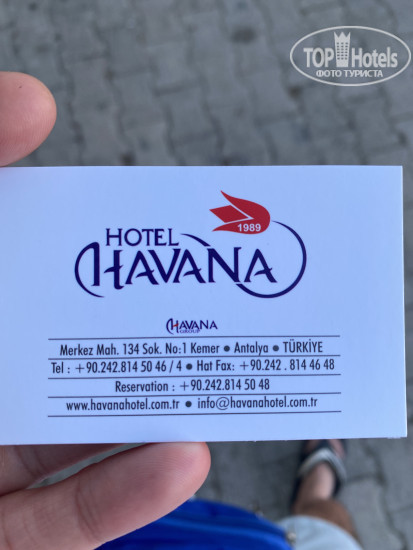 TOP Hotels
ФОТО ТУРИСТА
1989
HOTEL
HAVANA
HAVANA
GROUP
Merkez Mah. 134 Sok. No:1 Kemer • Antalya • TÜRKİYE
Tel : +90.242.814 50 46 / 4 • Hat Fax: +90.242 . 814 46 48
Reservation : +90.242.814 50 48
www.havanahotel.com.tr • info@havanahotel.com.tr